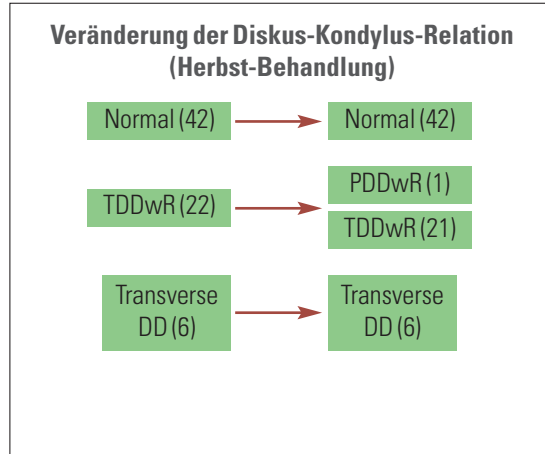 Veränderung der Diskus-Kondylus-Relation
(Herbst-Behandlung)
Normal (42)
Normal (42)
TDDwR (22)
PDDwR (1)
TDDwR (21)
Transverse
DD (6)
Transverse
DD (6)